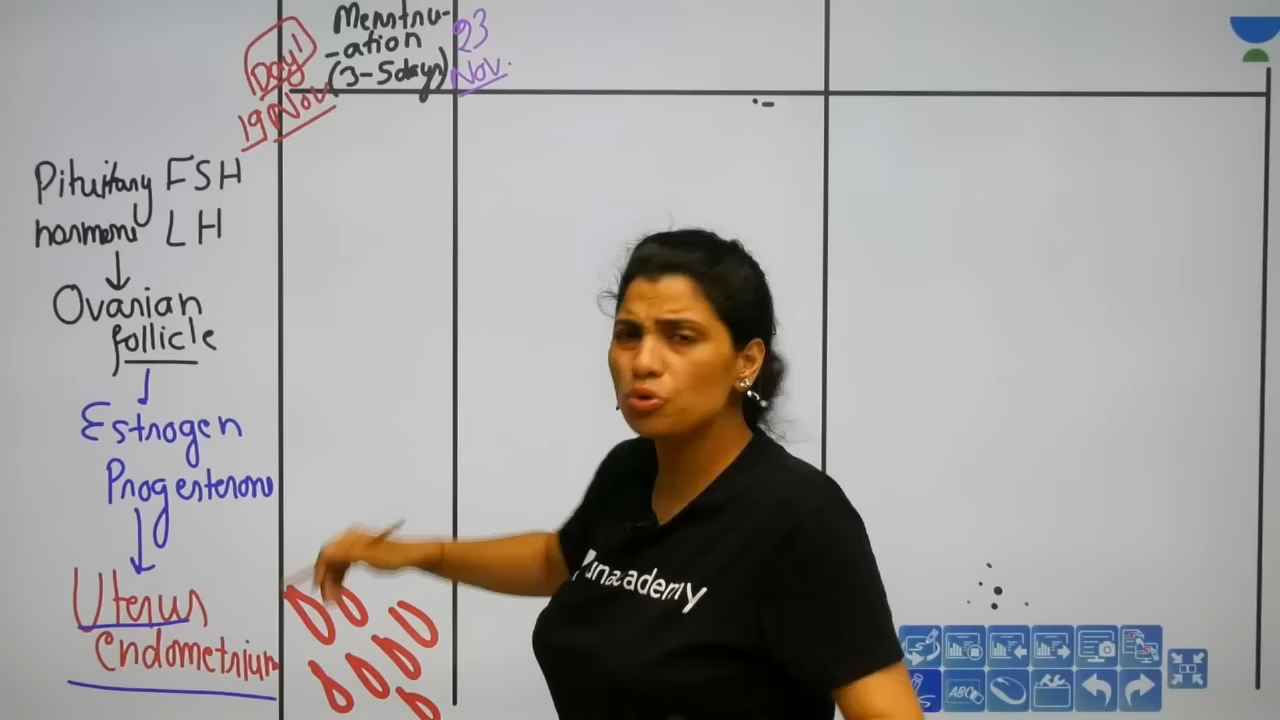 Day 1
19 Nov
Menstru-
-ation
(3-5days)
23
Nov.
Pituitary FSH
hormone LH
Ovarian
follicle
Estrogen
Progesterone
Uterus
Endometrium
unacademy
ABC